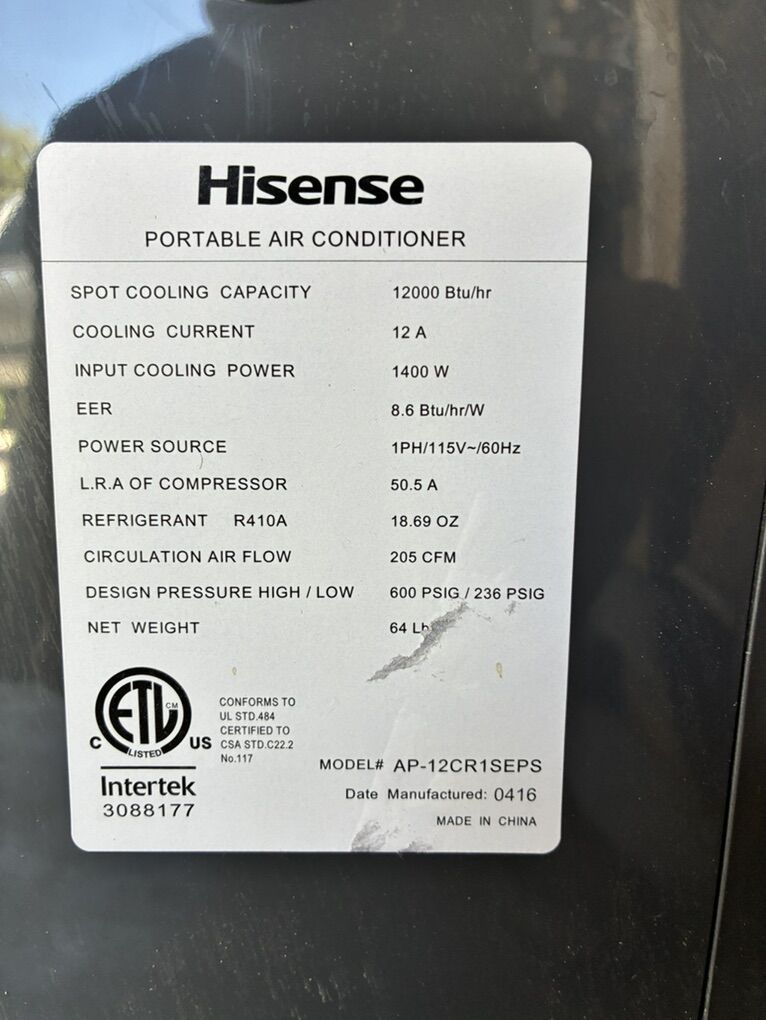 Hisense
PORTABLE AIR CONDITIONER
SPOT COOLING CAPACITY 12000 Btu/hr
COOLING CURRENT 12 A
INPUT COOLING POWER 1400 W
EER 8.6 Btu/hr/W
POWER SOURCE 1PH/115V~/60Hz
L.R.A OF COMPRESSOR 50.5 A
REFRIGERANT R410A 18.69 OZ
CIRCULATION AIR FLOW 205 CFM
DESIGN PRESSURE HIGH / LOW 600 PSIG / 236 PSIG
NET WEIGHT 64
ETL CM
C LISTED US
Intertek
3088177
CONFORMS TO
UL STD.484
CERTIFIED TO
CSA STD.C22.2
No.117
MODEL# AP-12CR1SEPS
Date Manufactured: 0416
MADE IN CHINA